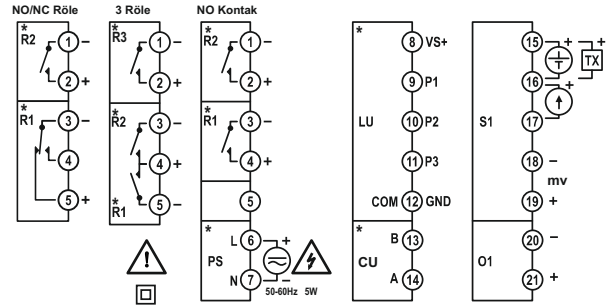 NO/NC Röle
3 Röle
NO Kontak
*
R2
1 −
2 +
*
R1
3 −
4
5 +
*
R3
1 −
2 +
*
R2
3 −
4 +
*
R1
5 −
*
R2
1 −
2 +
*
R1
3 −
4 +
5
*
PS
L 6 +
N 7 −
50-60Hz 5W
*
LU
8 VS+
9 P1
10 P2
11 P3
COM 12 GND
*
CU
B 13
A 14
S1
15 + +
TX
16 +
17
18 −
mv
19 +
O1
20 −
21 +